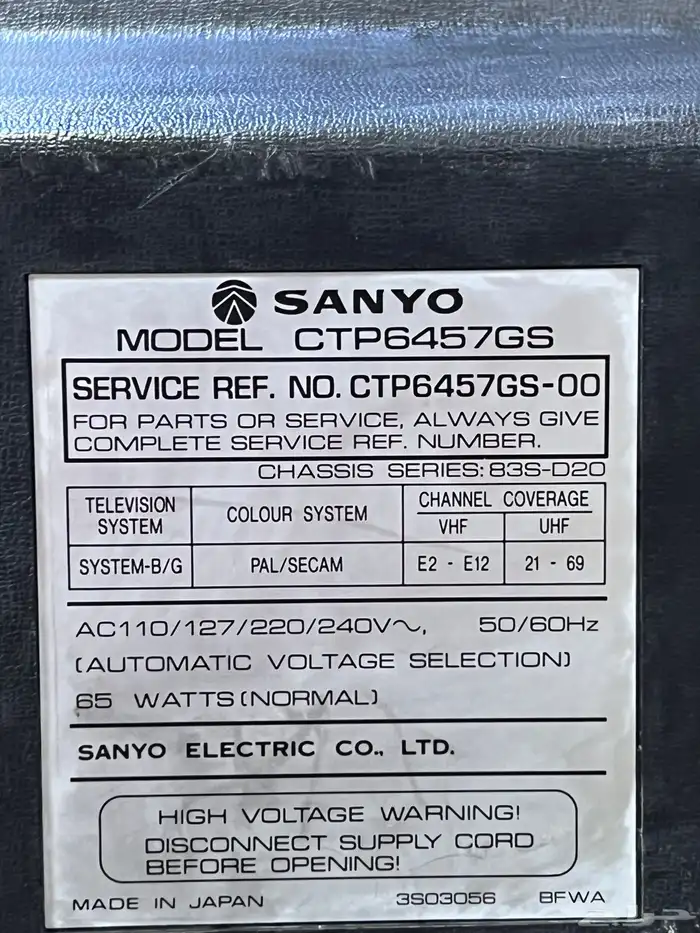 SANYO
MODEL CTP6457GS
SERVICE REF. NO. CTP6457GS-00
FOR PARTS OR SERVICE, ALWAYS GIVE
COMPLETE SERVICE REF. NUMBER.
CHASSIS SERIES: 83S-D20
TELEVISION SYSTEM COLOUR SYSTEM CHANNEL COVERAGE
VHF UHF
SYSTEM-B/G PAL/SECAM E2 - E12 21 - 69
AC110/127/220/240V~, 50/60Hz
(AUTOMATIC VOLTAGE SELECTION)
65 WATTS (NORMAL)
SANYO ELECTRIC CO., LTD.
HIGH VOLTAGE WARNING!
DISCONNECT SUPPLY CORD
BEFORE OPENING!
MADE IN JAPAN 3S03056 BFWA